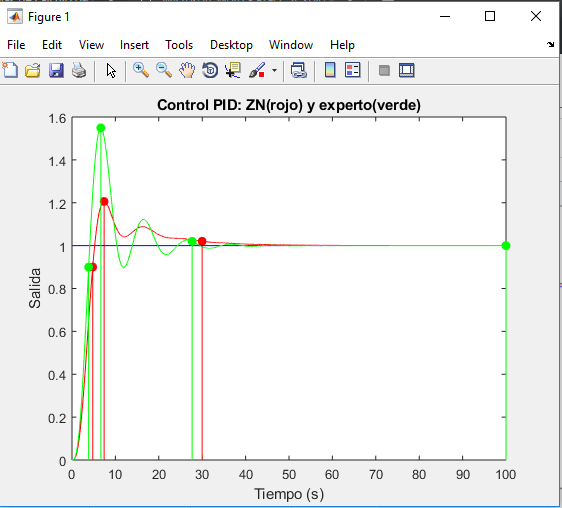 Figure 1
File Edit View Insert Tools Desktop Window Help
Control PID: ZN(rojo) y experto(verde)
1.6
1.4
1.2
1
0.8
0.6
0.4
0.2
0
Salida
0 10 20 30 40 50 60 70 80 90 100
Tiempo (s)